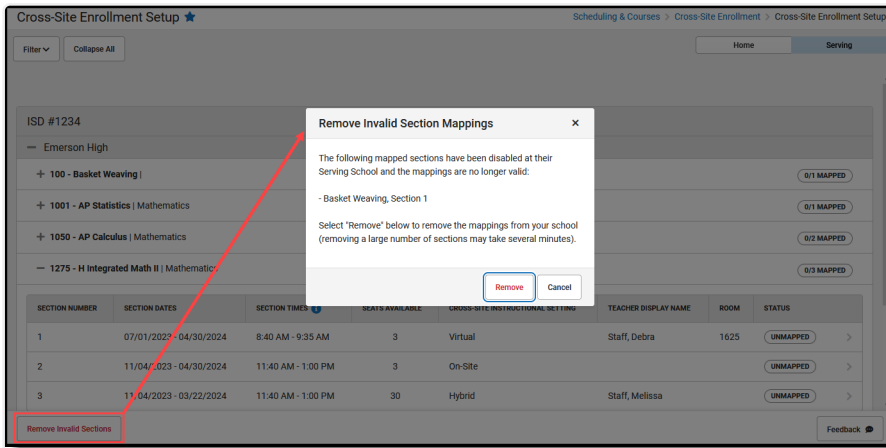 Cross-Site Enrollment Setup
Scheduling & Courses > Cross-Site Enrollment > Cross-Site Enrollment Setup
Filter
Collapse All
Home
Serving
ISD #1234
Emerson High
100 - Basket Weaving |
0/1 MAPPED
1001 - AP Statistics | Mathematics
0/1 MAPPED
1050 - AP Calculus | Mathematics
0/2 MAPPED
1275 - H Integrated Math II | Mathematics
0/3 MAPPED
Remove Invalid Section Mappings
×
The following mapped sections have been disabled at their
Serving School and the mappings are no longer valid:
- Basket Weaving, Section 1
Select "Remove" below to remove the mappings from your school
(removing a large number of sections may take several minutes).
Remove
Cancel
SECTION NUMBER SECTION DATES SECTION TIMES SEATS AVAILABLE CROSS-SITE INSTRUCTIONAL SETTING TEACHER DISPLAY NAME ROOM STATUS
1 07/01/2023 - 04/30/2024 8:40 AM - 9:35 AM 3 Virtual Staff, Debra 1625 UNMAPPED
2 11/04/2023 - 04/30/2024 11:40 AM - 1:00 PM 3 On-Site UNMAPPED
3 11/04/2023 - 03/22/2024 11:40 AM - 1:00 PM 30 Hybrid Staff, Melissa UNMAPPED
Remove Invalid Sections
Feedback